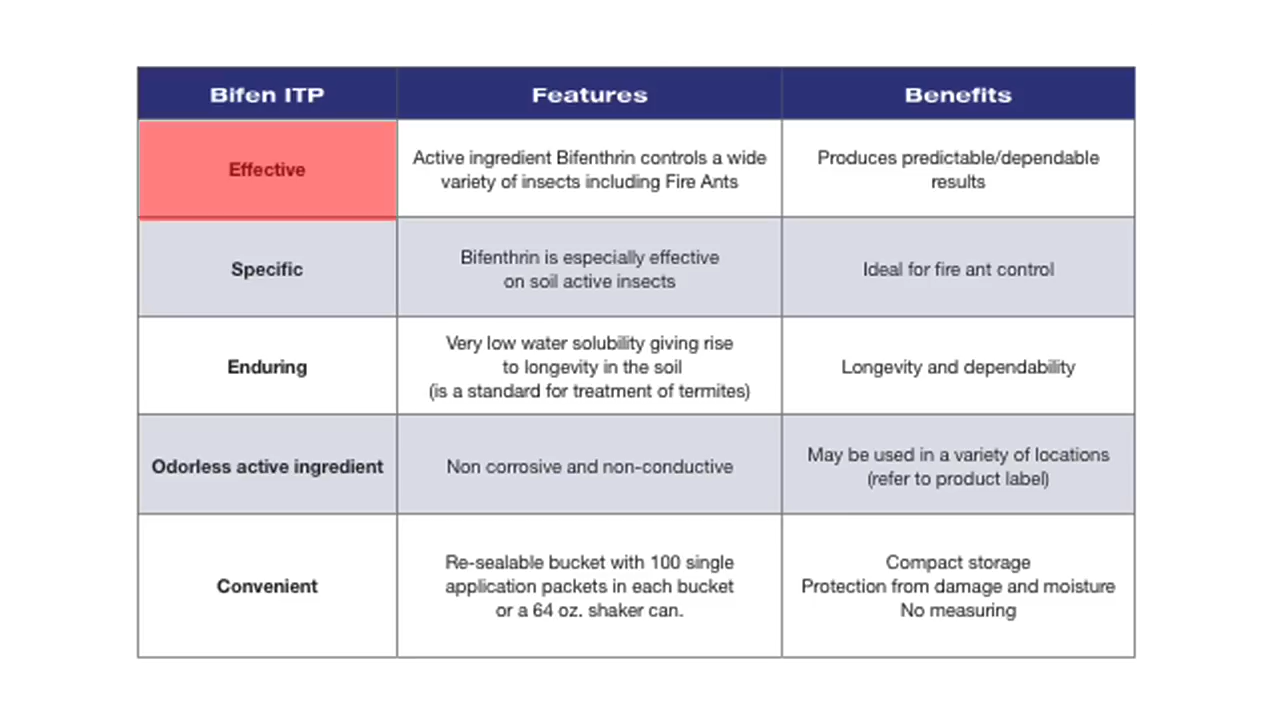 Bifen ITP
Features
Benefits
Effective
Active ingredient Bifenthrin controls a wide
variety of insects including Fire Ants
Produces predictable/dependable
results
Specific
Bifenthrin is especially effective
on soil active insects
Ideal for fire ant control
Enduring
Very low water solubility giving rise
to longevity in the soil
(is a standard for treatment of termites)
Longevity and dependability
Odorless active ingredient
Non corrosive and non-conductive
May be used in a variety of locations
(refer to product label)
Convenient
Re-sealable bucket with 100 single
application packets in each bucket
or a 64 oz. shaker can.
Compact storage
Protection from damage and moisture
No measuring